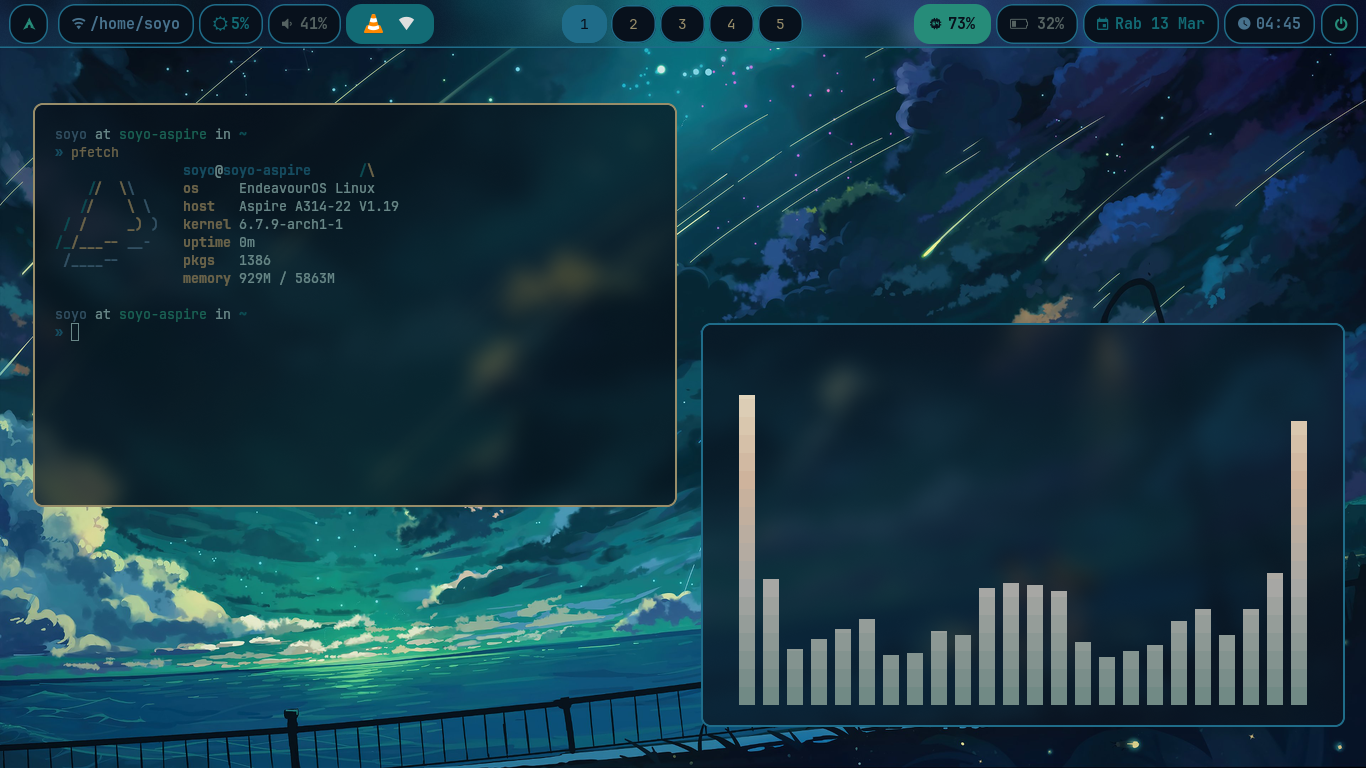 /home/soyo 5% 41% 1 2 3 4 5 73% 32% Rab 13 Mar 04:45
soyo at soyo-aspire in ~
» pfetch
soyo@soyo-aspire
os EndeavourOS Linux
host Aspire A314-22 V1.19
kernel 6.7.9-arch1-1
uptime 0m
pkgs 1386
memory 929M / 5863M
soyo at soyo-aspire in ~
»